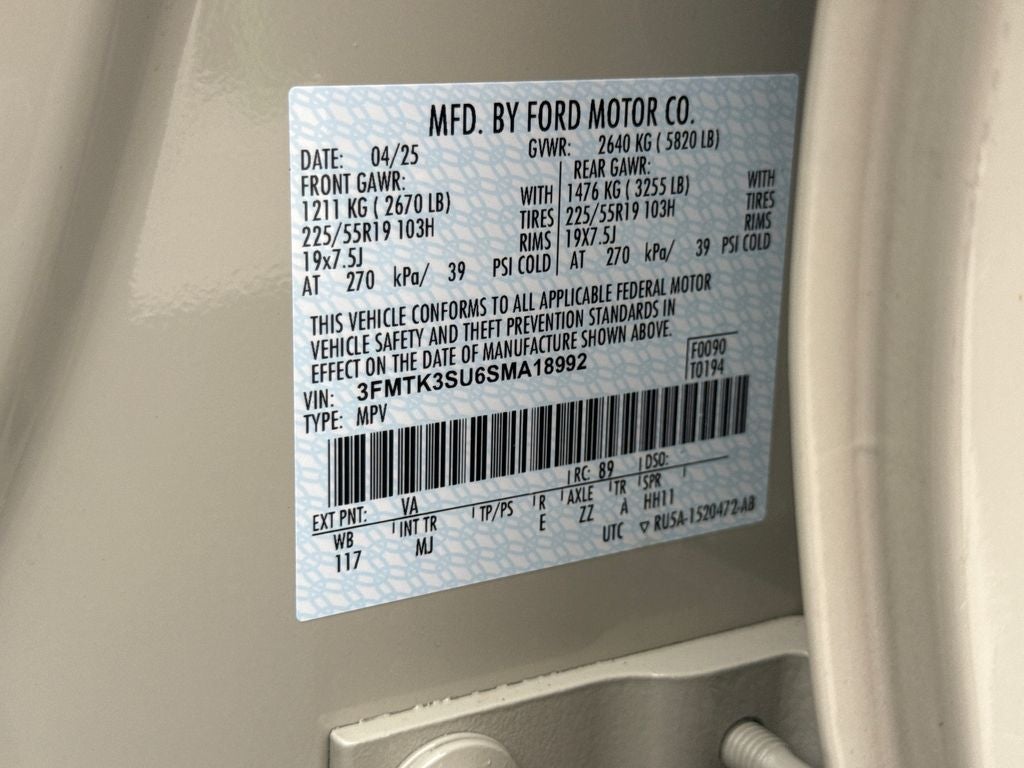 MFD. BY FORD MOTOR CO.
DATE: 04/25 GVWR: 2640 KG ( 5820 LB)
FRONT GAWR: REAR GAWR:
1211 KG ( 2670 LB) WITH 1476 KG ( 3255 LB) WITH
225/55R19 103H TIRES 225/55R19 103H TIRES
19x7.5J RIMS 19X7.5J RIMS
AT 270 kPa/ 39 PSI COLD AT 270 kPa/ 39 PSI COLD
THIS VEHICLE CONFORMS TO ALL APPLICABLE FEDERAL MOTOR
VEHICLE SAFETY AND THEFT PREVENTION STANDARDS IN
EFFECT ON THE DATE OF MANUFACTURE SHOWN ABOVE.
VIN: 3FMTK3SU6SMA18992 F0090
TYPE: MPV T0194
EXT PNT: VA RC: 89 DSO:
WB INT TR TP/PS R AXLE TR SPR
117 MJ E ZZ A HH11
UTC ▽ RU5A-1520472-AB